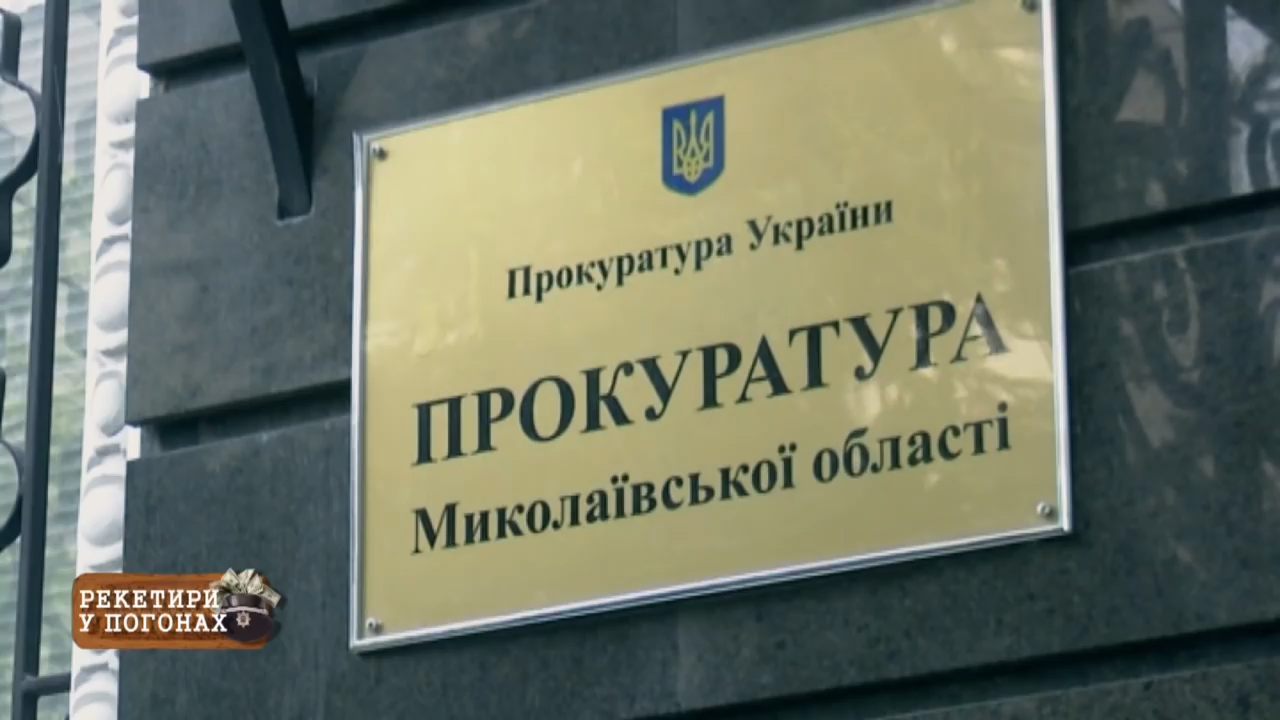 Прокуратура України
ПРОКУРАТУРА
Миколаївської області
РЕКЕТИРИ
У ПОГОНАХ